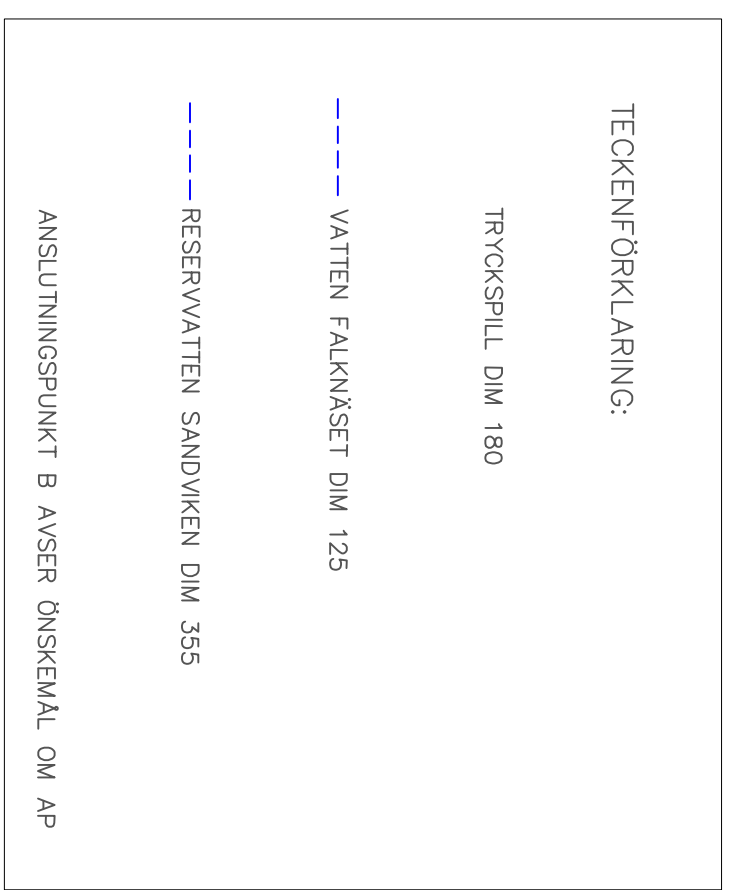 TECKENFÖRKLARING:
TRYCKSPILL DIM 180
VATTEN FALKNÄSET DIM 125
RESERVVATTEN SANDVIKEN DIM 355
ANSLUTNINGSPUNKT B AVSER ÖNSKEMÅL OM AP